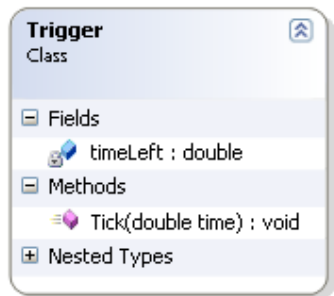 Trigger
Class
Fields
timeLeft : double
Methods
Tick(double time) : void
Nested Types